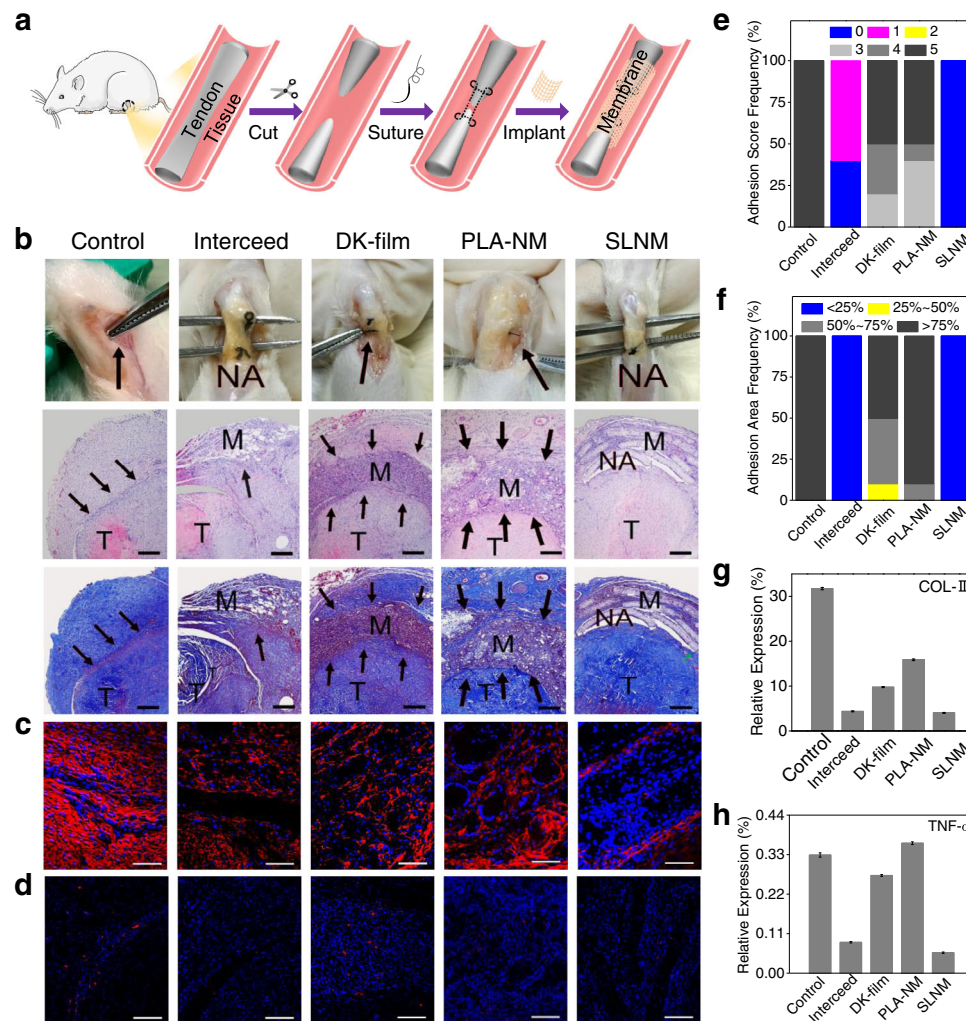 a
Tendon
Tissue
Cut
Suture
Implant
Membrane
b
Control Interceed DK-film PLA-NM SLNM
NA NA
M M M M
NA
T T T
M M M M
NA
T T T T
c
d
e
Adhesion Score Frequency (%)
0 1 2
3 4 5
100
75
50
25
0
Control Interceed DK-film PLA-NM SLNM
f
Adhesion Area Frequency (%)
<25% 25%~50%
50%~75% >75%
100
75
50
25
0
Control Interceed DK-film PLA-NM SLNM
g
Relative Expression (%)
COL-II
30
20
10
0
Control Interceed DK-film PLA-NM SLNM
h
Relative Expression (%)
0.44
0.33
0.22
0.11
0.00
Control Interceed DK-film PLA-NM SLNM